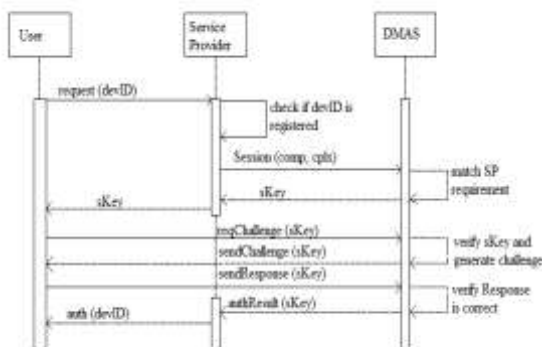 User
Service
Provider
DMAS
request (devID)
check if devID is
registered
Session (comp, cplx)
match SP
requirement
sKey
sKey
reqChallenge (sKey)
sendChallenge (sKey)
verify sKey and
generate challenge
sendResponse (sKey)
verify Response
is correct
authResult (sKey)
auth (devID)